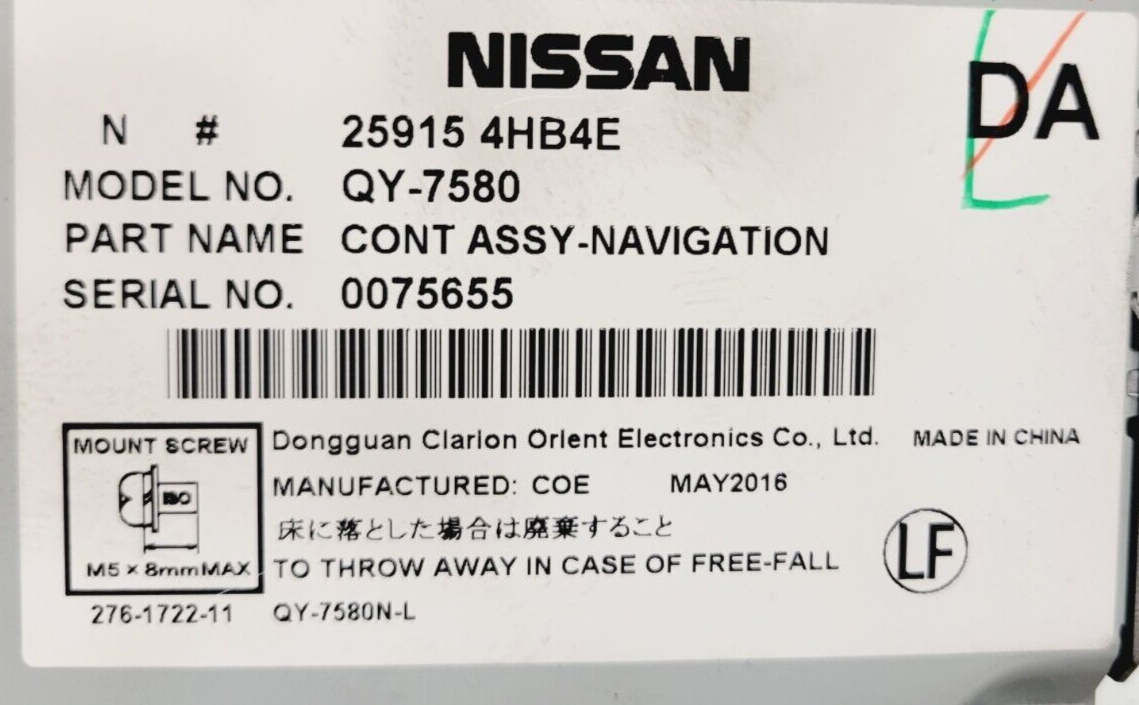 NISSAN
DA
N # 25915 4HB4E
MODEL NO. QY-7580
PART NAME CONT ASSY-NAVIGATION
SERIAL NO. 0075655
MOUNT SCREW
ISO
M5 × 8mm MAX
Dongguan Clarion Orient Electronics Co., Ltd. MADE IN CHINA
MANUFACTURED: COE MAY2016
床に落とした場合は廃棄すること
TO THROW AWAY IN CASE OF FREE-FALL
LF
276-1722-11 QY-7580N-L